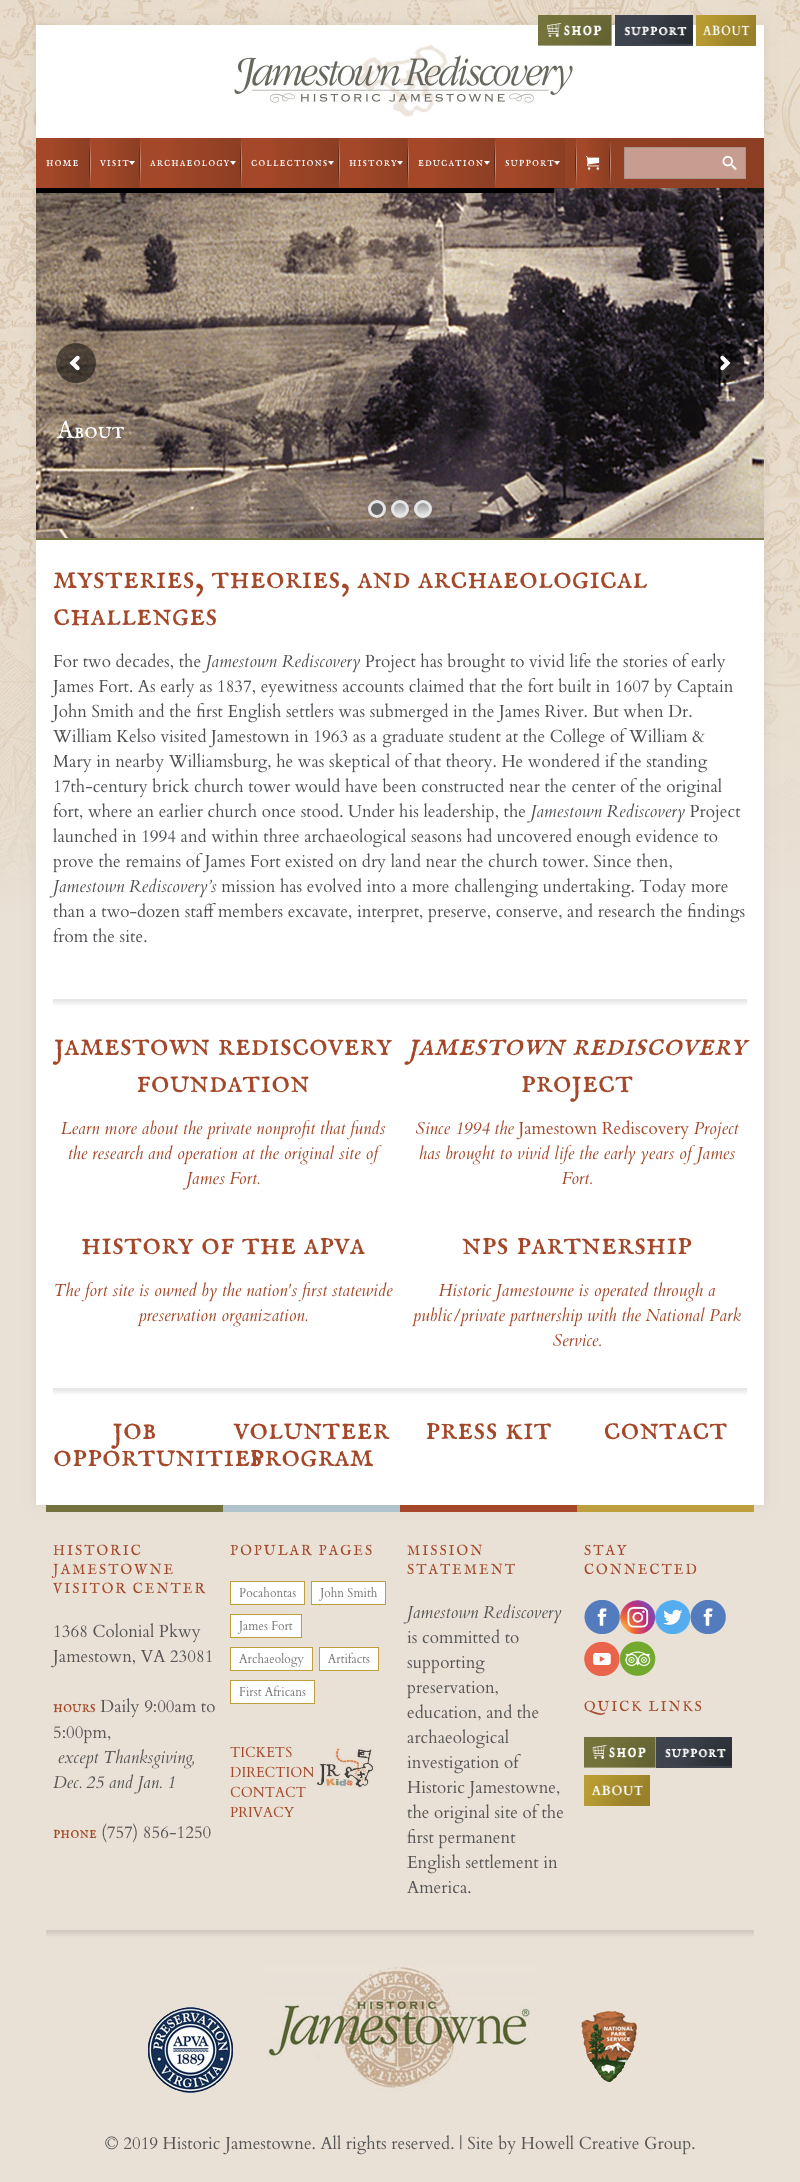 SHOP SUPPORT ABOUT
Jamestown Rediscovery
HISTORIC JAMESTOWNE
HOME VISIT ARCHAEOLOGY COLLECTIONS HISTORY EDUCATION SUPPORT
About
MYSTERIES, THEORIES, AND ARCHAEOLOGICAL
CHALLENGES
For two decades, the Jamestown Rediscovery Project has brought to vivid life the stories of early
James Fort. As early as 1837, eyewitness accounts claimed that the fort built in 1607 by Captain
John Smith and the first English settlers was submerged in the James River. But when Dr.
William Kelso visited Jamestown in 1963 as a graduate student at the College of William &
Mary in nearby Williamsburg, he was skeptical of that theory. He wondered if the standing
17th-century brick church tower would have been constructed near the center of the original
fort, where an earlier church once stood. Under his leadership, the Jamestown Rediscovery Project
launched in 1994 and within three archaeological seasons had uncovered enough evidence to
prove the remains of James Fort existed on dry land near the church tower. Since then,
Jamestown Rediscovery's mission has evolved into a more challenging undertaking. Today more
than a two-dozen staff members excavate, interpret, preserve, conserve, and research the findings
from the site.
JAMESTOWN REDISCOVERY
FOUNDATION
Learn more about the private nonprofit that funds
the research and operation at the original site of
James Fort.
JAMESTOWN REDISCOVERY
PROJECT
Since 1994 the Jamestown Rediscovery Project
has brought to vivid life the early years of James
Fort.
HISTORY OF THE APVA
The fort site is owned by the nation's first statewide
preservation organization.
NPS PARTNERSHIP
Historic Jamestowne is operated through a
public/private partnership with the National Park
Service.
JOB
OPPORTUNITIES
VOLUNTEER
PROGRAM
PRESS KIT
CONTACT
HISTORIC
JAMESTOWNE
VISITOR CENTER
1368 Colonial Pkwy
Jamestown, VA 23081
HOURS Daily 9:00am to
5:00pm,
except Thanksgiving,
Dec. 25 and Jan. 1
PHONE (757) 856-1250
POPULAR PAGES
Pocahontas John Smith
James Fort
Archaeology Artifacts
First Africans
TICKETS
DIRECTION
CONTACT
PRIVACY
JR
Kids
MISSION
STATEMENT
Jamestown Rediscovery
is committed to
supporting
preservation,
education, and the
archaeological
investigation of
Historic Jamestowne,
the original site of the
first permanent
English settlement in
America.
STAY
CONNECTED
QUICK LINKS
SHOP SUPPORT
ABOUT
PRESERVATION
APVA
1889
VIRGINIA
1607
HISTORIC
Jamestowne®
NATIONAL
PARK
SERVICE
© 2019 Historic Jamestowne. All rights reserved. | Site by Howell Creative Group.